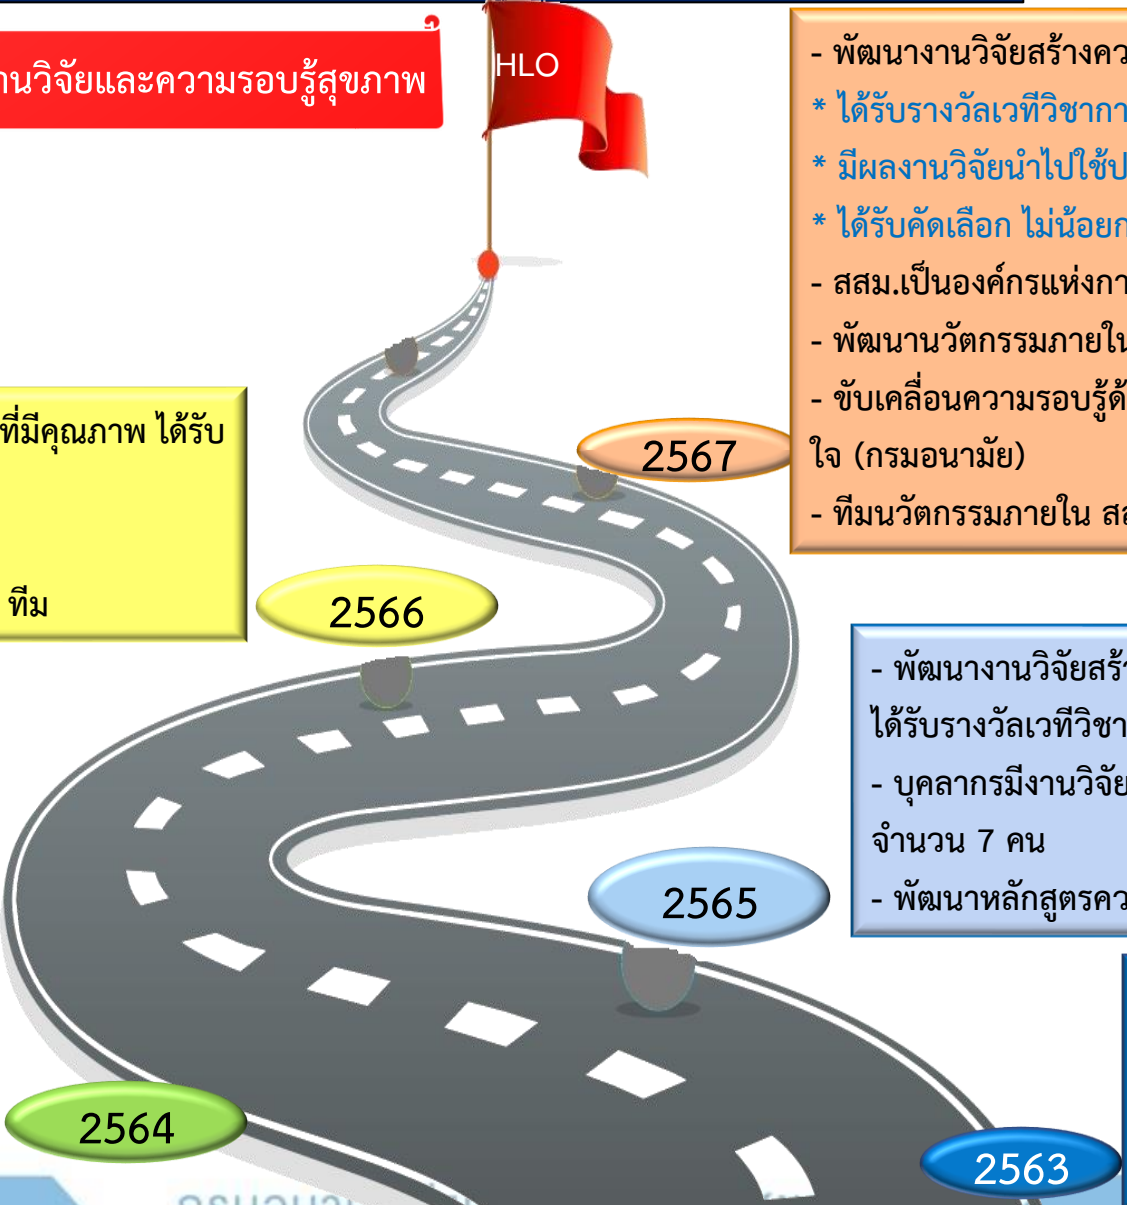 HLO
านวิจัยและความรอบรู้สุขภาพ
- พัฒนางานวิจัยสร้างคว
* ได้รับรางวัลเวทีวิชากา
* มีผลงานวิจัยนำไปใช้ป
* ได้รับคัดเลือก ไม่น้อยก
- สสม.เป็นองค์กรแห่งกา
- พัฒนานวัตกรรมภายใน
- ขับเคลื่อนความรอบรู้ด้
ใจ (กรมอนามัย)
- ทีมนวัตกรรมภายใน สส
2567
ที่มีคุณภาพ ได้รับ
ทีม
2566
- พัฒนางานวิจัยสร้า
ได้รับรางวัลเวทีวิชา
- บุคลากรมีงานวิจัย
จำนวน 7 คน
- พัฒนาหลักสูตรคว
2565
2564
2563